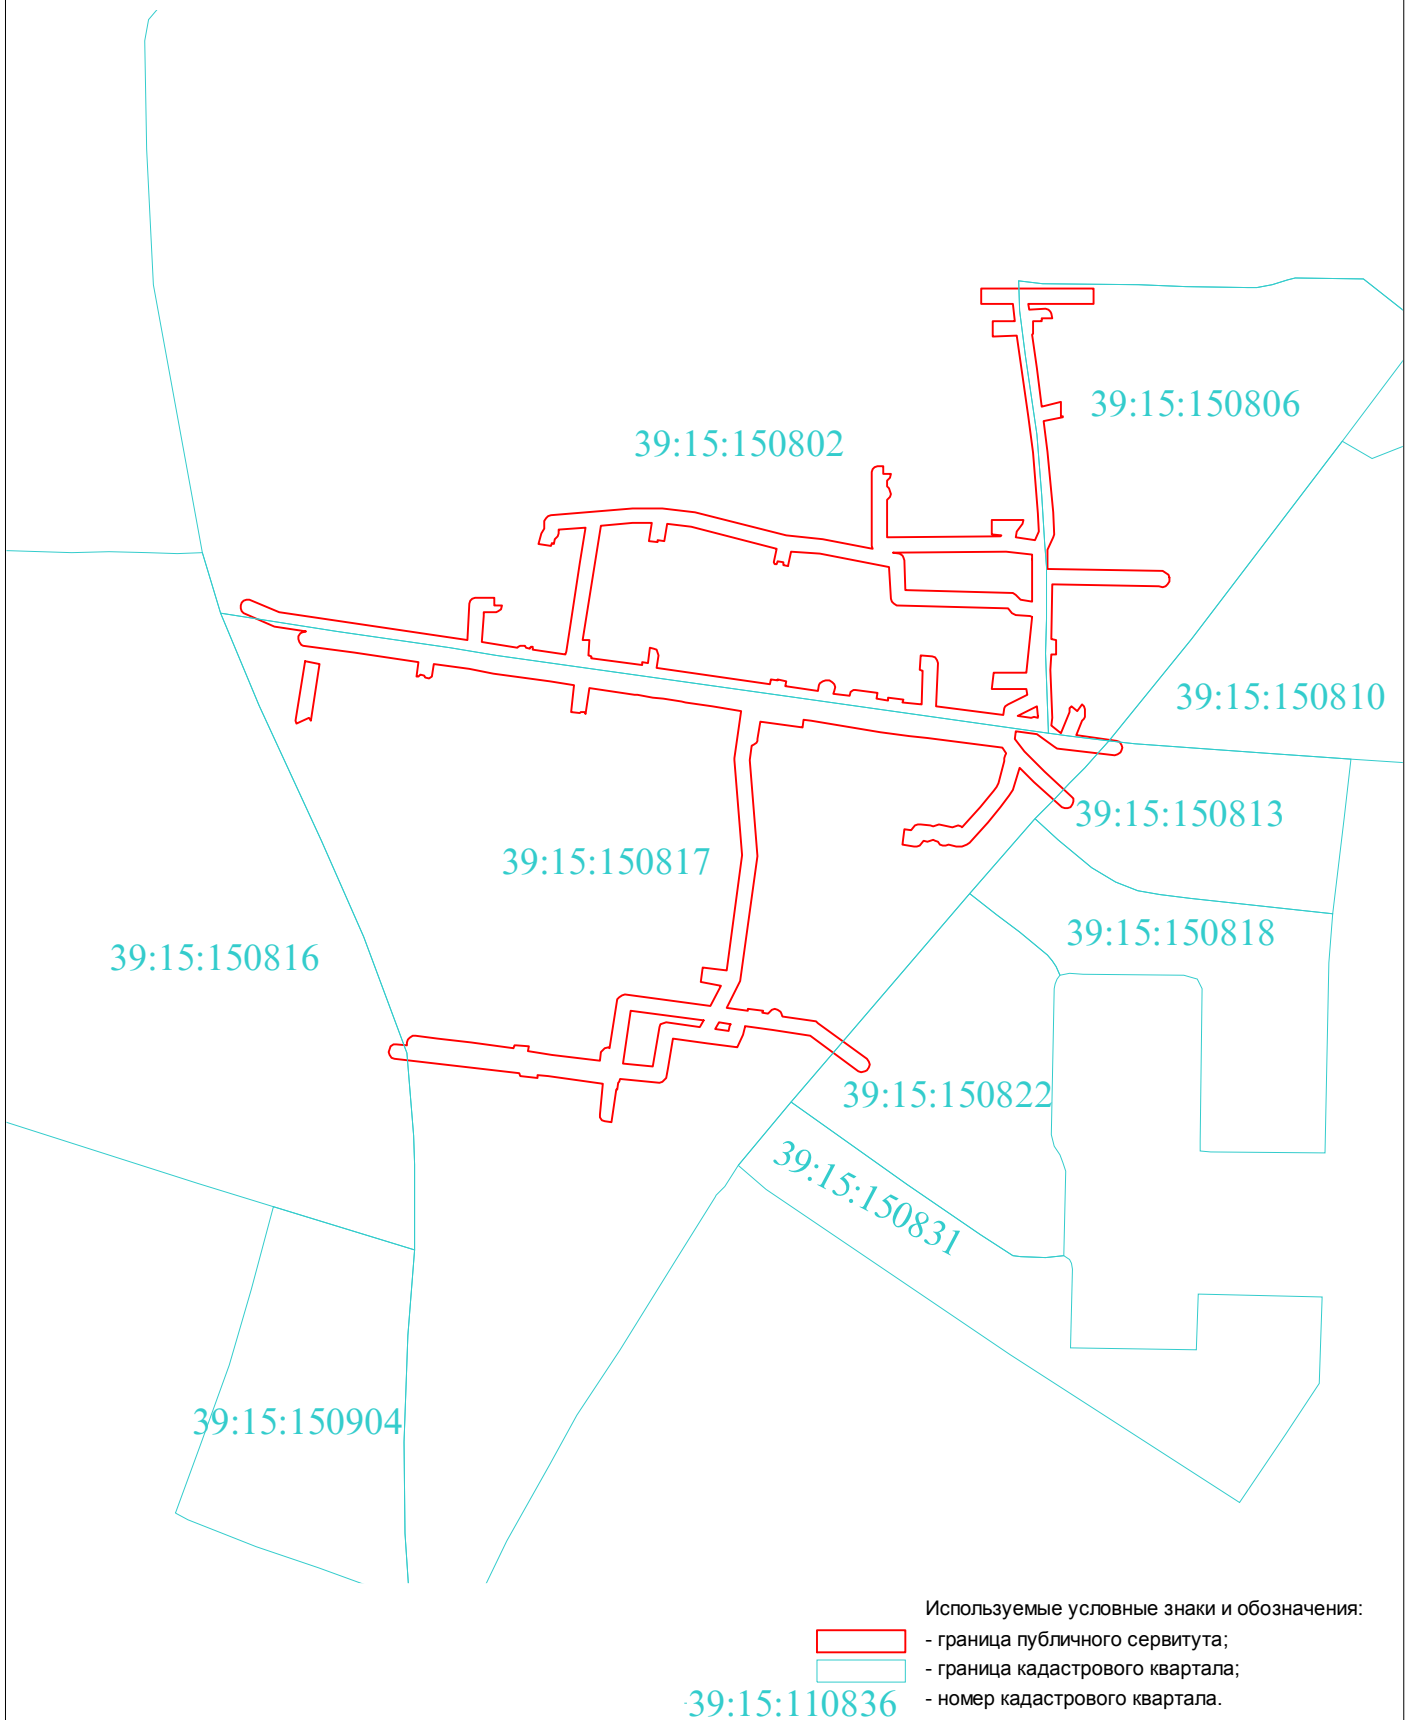 39:15:150806
39:15:150802
39:15:150810
39:15:150813
39:15:150817
39:15:150818
39:15:150816
39:15:150822
39:15:150831
39:15:150904
Используемые условные знаки и обозначения:
- граница публичного сервитута;
- граница кадастрового квартала;
39:15:110836 - номер кадастрового квартала.